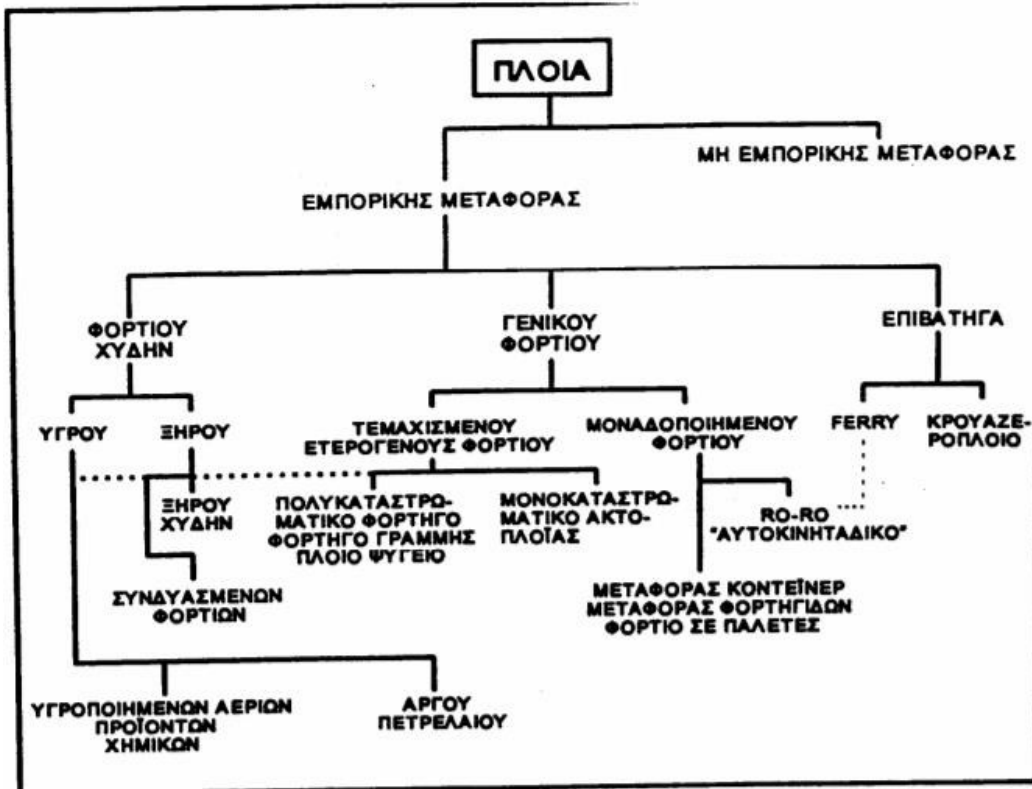 ΠΛΟΙΑ
ΜΗ ΕΜΠΟΡΙΚΗΣ ΜΕΤΑΦΟΡΑΣ
ΕΜΠΟΡΙΚΗΣ ΜΕΤΑΦΟΡΑΣ
ΦΟΡΤΙΟΥ
ΧΥΔΗΝ
ΓΕΝΙΚΟΥ
ΦΟΡΤΙΟΥ
ΕΠΙΒΑΤΗΓΑ
ΥΓΡΟΥ
ΞΗΡΟΥ
ΤΕΜΑΧΙΣΜΕΝΟΥ
ΕΤΕΡΟΓΕΝΟΥΣ ΦΟΡΤΙΟΥ
ΜΟΝΑΔΟΠΟΙΗΜΕΝΟΥ
ΦΟΡΤΙΟΥ
FERRY
ΚΡΟΥΑΖΕ-
ΡΟΠΛΟΙΟ
ΞΗΡΟΥ
ΧΥΔΗΝ
ΠΟΛΥΚΑΤΑΣΤΡΩ-
ΜΑΤΙΚΟ ΦΟΡΤΗΓΟ
ΦΟΡΤΗΓΟ ΓΡΑΜΜΗΣ
ΠΛΟΙΟ ΨΥΓΕΙΟ
ΜΟΝΟΚΑΤΑΣΤΡΩ-
ΜΑΤΙΚΟ ΑΚΤΟ-
ΠΛΟΪΑΣ
RO-RO
"ΑΥΤΟΚΙΝΗΤΑΔΙΚΟ"
ΣΥΝΔΥΑΣΜΕΝΩΝ
ΦΟΡΤΙΩΝ
ΜΕΤΑΦΟΡΑΣ ΚΟΝΤΕΪΝΕΡ
ΜΕΤΑΦΟΡΑΣ ΦΟΡΤΗΓΙΔΩΝ
ΦΟΡΤΙΟ ΣΕ ΠΑΛΕΤΕΣ
ΥΓΡΟΠΟΙΗΜΕΝΩΝ ΑΕΡΙΩΝ
ΠΡΟΪΟΝΤΩΝ
ΧΗΜΙΚΩΝ
ΑΡΓΟΥ
ΠΕΤΡΕΛΑΙΟΥ